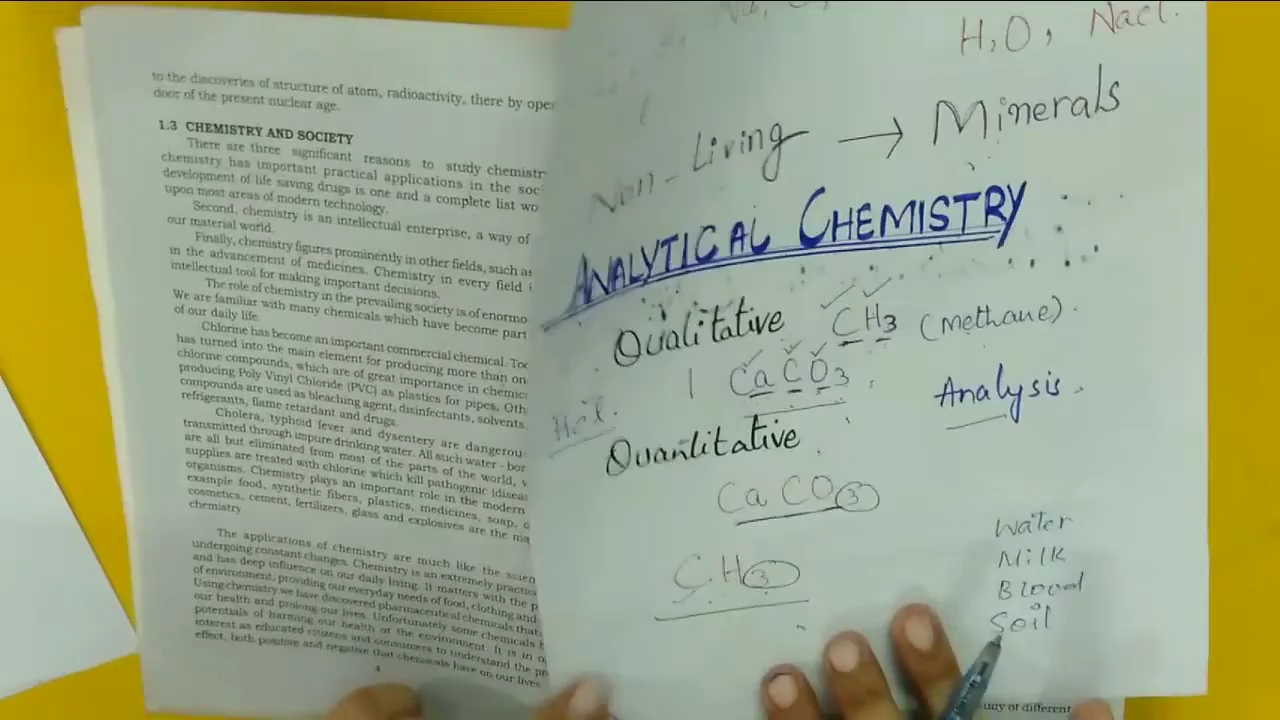 to the discoveries of structure of atom, radioactivity, there by ope
door of the present nuclear age.
1.3 CHEMISTRY AND SOCIETY
There are three significant reasons to study chemistr
chemistry has important practical applications in the soc
development of life saving drugs is one and a complete list wo
upon most areas of modern technology.
Second, chemistry is an intellectual enterprise, a way of
our material world.
Finally, chemistry figures prominently in other fields, such as
in the advancement of medicines. Chemistry in every field i
intellectual tool for making important decisions.
The role of chemistry in the prevailing society is of enormo
We are familiar with many chemicals which have become part
of our daily life.
Chlorine has become an important commercial chemical. Tod
has turned into the main element for producing more than on
chlorine compounds, which are of great importance in chemic
producing Poly Vinyl Chloride (PVC) as plastics for pipes. Oth
compounds are used as bleaching agent, disinfectants, solvents,
refrigerants, flame retardant and drugs.
Cholera, typhoid fever and dysentery are dangerou
transmitted through impure drinking water. All such water - bor
are all but eliminated from most of the parts of the world,
supplies are treated with chlorine which kill pathogenic (diseas
organisms. Chemistry plays an important role in the modern
example food, synthetic fibers, plastics, medicines, soap, d
cosmetics, cement, fertilizers, glass and explosives are the ma
chemistry
The applications of chemistry are much like the scien
undergoing constant changes. Chemistry is an extremely practica
and has deep influence on our daily living. It matters with the p
of environment, providing our everyday needs of food, clothing and
Using chemistry we have discovered pharmaceutical chemicals that
our health and prolong our lives. Unfortunately some chemicals h
potentials of harming our health or the environment. It is in o
interest as educated citizens and consumers to understand the
effect, both positive and negative that chemicals have on our lives
4
H2O, Nacl.
Non-Living → Minerals
ANALYTICAL CHEMISTRY
Qualitative CH3 (methane).
CaCO3 Analysis.
Hcl.
Quantitative
CaCO3
CH3
Water
Milk
Blood
Soil
udy of different